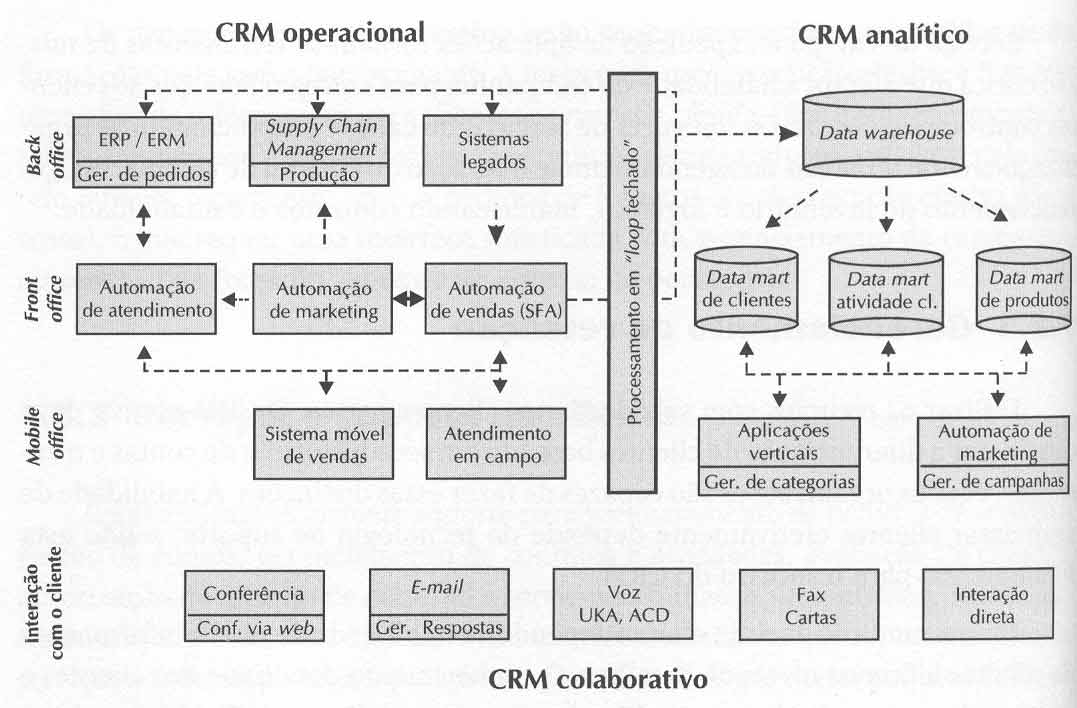 CRM operacional
CRM analítico
Back
office
ERP / ERM
Ger. de pedidos
Supply Chain
Management
Produção
Sistemas
legados
Data warehouse
Processamento em "loop fechado"
Front
office
Automação
de atendimento
Automação
de marketing
Automação
de vendas (SFA)
Data mart
de clientes
Data mart
atividade cl.
Data mart
de produtos
Mobile
office
Sistema móvel
de vendas
Atendimento
em campo
Aplicações
verticais
Ger. de categorias
Automação de
marketing
Ger. de campanhas
Interação
com cliente
Conferência
Conf. via web
E-mail
Ger. Respostas
Voz
UKA, ACD
Fax
Cartas
Interação
direta
CRM colaborativo